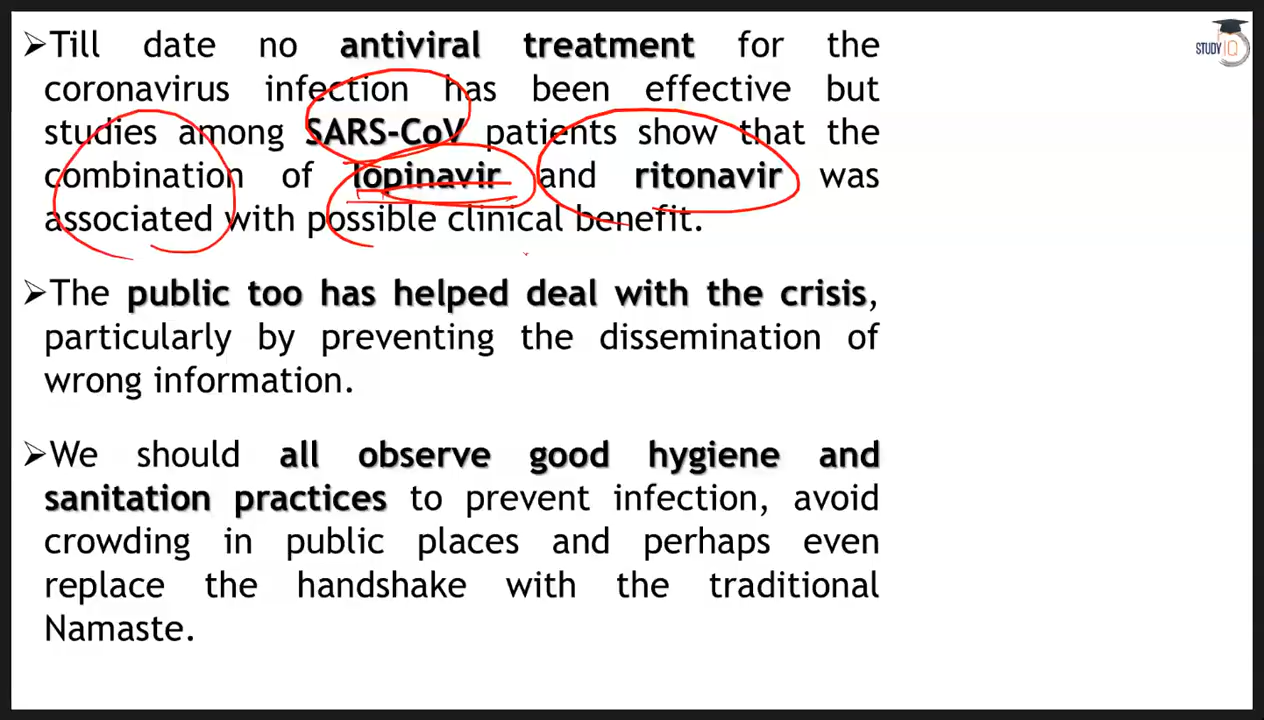 STUDY IQ
➢Till date no antiviral treatment for the
coronavirus infection has been effective but
studies among SARS-CoV patients show that the
combination of lopinavir and ritonavir was
associated with possible clinical benefit.
➢The public too has helped deal with the crisis,
particularly by preventing the dissemination of
wrong information.
➢We should all observe good hygiene and
sanitation practices to prevent infection, avoid
crowding in public places and perhaps even
replace the handshake with the traditional
Namaste.